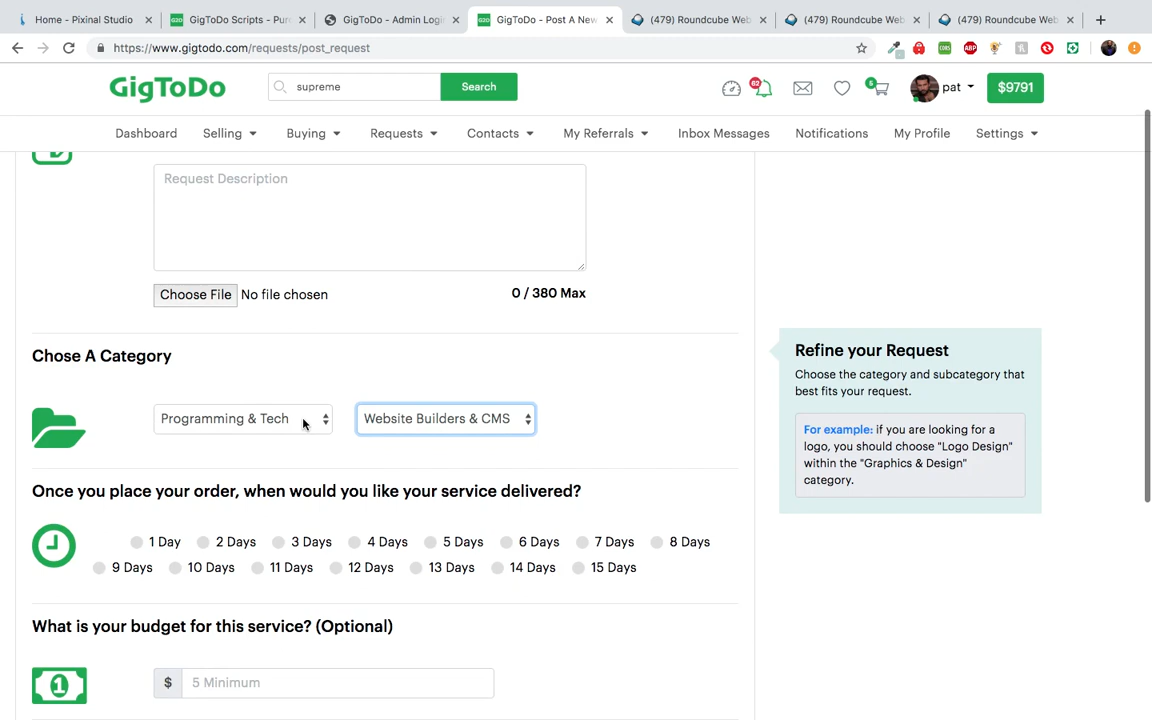 Home - Pixinal Studio
GigToDo Scripts - Pur
GigToDo - Admin Login
GigToDo - Post A New
(479) Roundcube Web
(479) Roundcube Web
(479) Roundcube Web
https://www.gigtodo.com/requests/post_request
CORS
ABP
GigToDo
supreme
Search
62
5
pat
$9791
Dashboard
Selling
Buying
Requests
Contacts
My Referrals
Inbox Messages
Notifications
My Profile
Settings
Request Description
Choose File No file chosen
0 / 380 Max
Chose A Category
Programming & Tech
Website Builders & CMS
Refine your Request
Choose the category and subcategory that
best fits your request.
For example: if you are looking for a
logo, you should choose "Logo Design"
within the "Graphics & Design"
category.
Once you place your order, when would you like your service delivered?
1 Day 2 Days 3 Days 4 Days 5 Days 6 Days 7 Days 8 Days
9 Days 10 Days 11 Days 12 Days 13 Days 14 Days 15 Days
What is your budget for this service? (Optional)
1
$ 5 Minimum